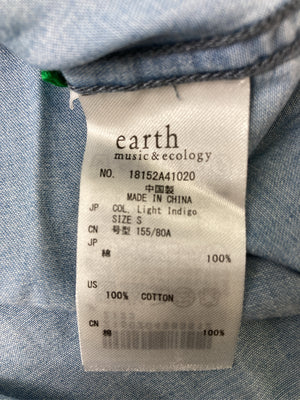 earth
music&ecology
NO. 18152A41020
中国製
MADE IN CHINA
JP COL. Light Indigo
SIZE S
CN 号型 155/80A
JP
綿 100%
US
100% COTTON
CN
棉 100%